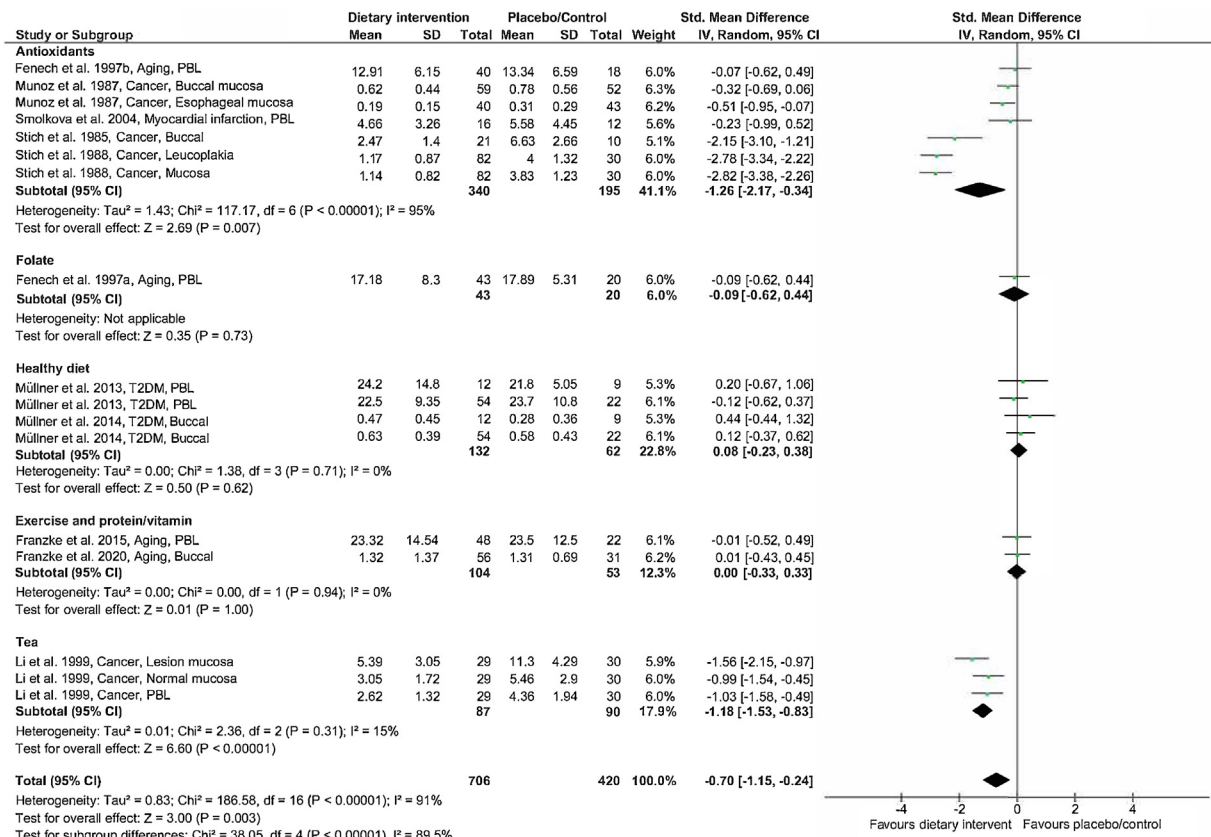 Dietary intervention Placebo/Control Std. Mean Difference Std. Mean Difference
Study or Subgroup Mean SD Total Mean SD Total Weight IV, Random, 95% CI IV, Random, 95% CI
Antioxidants
Fenech et al. 1997b, Aging, PBL 12.91 6.15 40 13.34 6.59 18 6.0% -0.07 [-0.62, 0.49]
Munoz et al. 1987, Cancer, Buccal mucosa 0.62 0.44 59 0.78 0.56 52 6.3% -0.32 [-0.69, 0.06]
Munoz et al. 1987, Cancer, Esophageal mucosa 0.19 0.15 40 0.31 0.29 43 6.2% -0.51 [-0.95, -0.07]
Smolkova et al. 2004, Myocardial infarction, PBL 4.66 3.26 16 5.58 4.45 12 5.6% -0.23 [-0.99, 0.52]
Stich et al. 1985, Cancer, Buccal 2.47 1.4 21 6.63 2.66 10 5.1% -2.15 [-3.10, -1.21]
Stich et al. 1988, Cancer, Leucoplakia 1.17 0.87 82 4 1.32 30 6.0% -2.78 [-3.34, -2.22]
Stich et al. 1988, Cancer, Mucosa 1.14 0.82 82 3.83 1.23 30 6.0% -2.82 [-3.38, -2.26]
Subtotal (95% CI) 340 195 41.1% -1.26 [-2.17, -0.34]
Heterogeneity: Tau² = 1.43; Chi² = 117.17, df = 6 (P < 0.00001); I² = 95%
Test for overall effect: Z = 2.69 (P = 0.007)
Folate
Fenech et al. 1997a, Aging, PBL 17.18 8.3 43 17.89 5.31 20 6.0% -0.09 [-0.62, 0.44]
Subtotal (95% CI) 43 20 6.0% -0.09 [-0.62, 0.44]
Heterogeneity: Not applicable
Test for overall effect: Z = 0.35 (P = 0.73)
Healthy diet
Müllner et al. 2013, T2DM, PBL 24.2 14.8 12 21.8 5.05 9 5.3% 0.20 [-0.67, 1.06]
Müllner et al. 2013, T2DM, PBL 22.5 9.35 54 23.7 10.8 22 6.1% -0.12 [-0.62, 0.37]
Müllner et al. 2014, T2DM, Buccal 0.47 0.45 12 0.28 0.36 9 5.3% 0.44 [-0.44, 1.32]
Müllner et al. 2014, T2DM, Buccal 0.63 0.39 54 0.58 0.43 22 6.1% 0.12 [-0.37, 0.62]
Subtotal (95% CI) 132 62 22.8% 0.08 [-0.23, 0.38]
Heterogeneity: Tau² = 0.00; Chi² = 1.38, df = 3 (P = 0.71); I² = 0%
Test for overall effect: Z = 0.50 (P = 0.62)
Exercise and protein/vitamin
Franzke et al. 2015, Aging, PBL 23.32 14.54 48 23.5 12.5 22 6.1% -0.01 [-0.52, 0.49]
Franzke et al. 2020, Aging, Buccal 1.32 1.37 56 1.31 0.69 31 6.2% 0.01 [-0.43, 0.45]
Subtotal (95% CI) 104 53 12.3% 0.00 [-0.33, 0.33]
Heterogeneity: Tau² = 0.00; Chi² = 0.00, df = 1 (P = 0.94); I² = 0%
Test for overall effect: Z = 0.01 (P = 1.00)
Tea
Li et al. 1999, Cancer, Lesion mucosa 5.39 3.05 29 11.3 4.29 30 5.9% -1.56 [-2.15, -0.97]
Li et al. 1999, Cancer, Normal mucosa 3.05 1.72 29 5.46 2.9 30 6.0% -0.99 [-1.54, -0.45]
Li et al. 1999, Cancer, PBL 2.62 1.32 29 4.36 1.94 30 6.0% -1.03 [-1.58, -0.49]
Subtotal (95% CI) 87 90 17.9% -1.18 [-1.53, -0.83]
Heterogeneity: Tau² = 0.01; Chi² = 2.36, df = 2 (P = 0.31); I² = 15%
Test for overall effect: Z = 6.60 (P < 0.00001)
Total (95% CI) 706 420 100.0% -0.70 [-1.15, -0.24]
Heterogeneity: Tau² = 0.83; Chi² = 186.58, df = 16 (P < 0.00001); I² = 91%
Test for overall effect: Z = 3.00 (P = 0.003)
Test for subgroup differences: Chi² = 38.05, df = 4 (P < 0.00001), I² = 89.5%
-4 -2 0 2 4
Favours dietary intervent Favours placebo/control